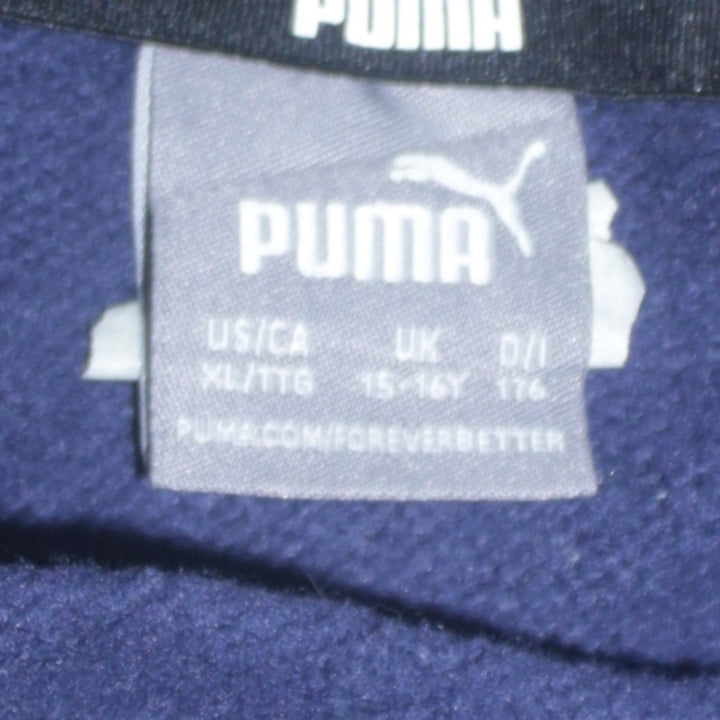 PUMA
PUMA
US/CA UK D/I
XL/TTG 15-16Y 176
PUMA.COM/FOREVERBETTER